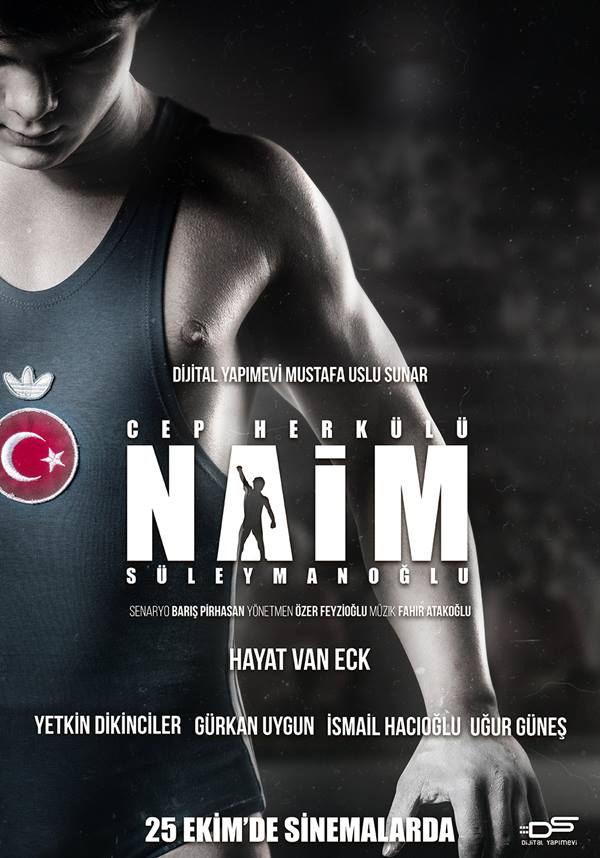 DİJİTAL YAPIMEVİ MUSTAFA USLU SUNAR
CEP HERKÜLÜ
NAİM
SÜLEYMANOĞLU
SENARYO BARIŞ PİRHASAN YÖNETMEN ÖZER FEYZİOĞLU MÜZİK FAHİR ATAKOĞLU
HAYAT VAN ECK
YETKİN DİKİNCİLER GÜRKAN UYGUN İSMAİL HACIOĞLU UĞUR GÜNEŞ
25 EKİM'DE SİNEMALARDA
DS
DİJİTAL YAPIMEVİ